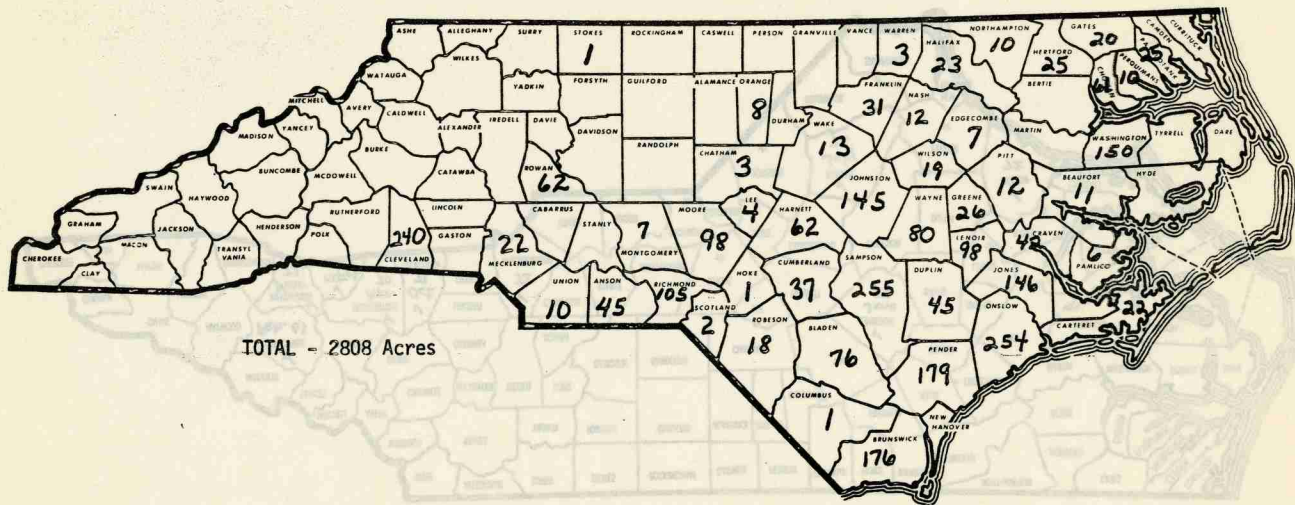 ASHE ALLEGHANY SURRY STOKES ROCKINGHAM CASWELL PERSON GRANVILLE VANCE WARREN NORTHAMPTON GATES CAMDEN CURRITUCK
1 3 HALIFAX 10 HERTFORD 20 25
WATAUGA WILKES FORSYTH GUILFORD ALAMANCE ORANGE 23 25 CHOWAN 10 PERQUIMANS
YADKIN 8 DURHAM FRANKLIN NASH BERTIE
MITCHELL AVERY CALDWELL ALEXANDER IREDELL DAVIE DAVIDSON WAKE 31 12 EDGECOMBE MARTIN WASHINGTON TYRRELL DARE
MADISON YANCEY BURKE RANDOLPH CHATHAM 13 7 150
BUNCOMBE MCDOWELL CATAWBA ROWAN 3 WILSON PITT BEAUFORT HYDE
SWAIN HAYWOOD 62 JOHNSTON 19 12 11
GRAHAM JACKSON HENDERSON RUTHERFORD LINCOLN CABARRUS STANLY MOORE LEE HARNETT 145 WAYNE GREENE
MACON TRANSYL VANIA POLK 240 GASTON 22 7 98 4 62 80 26 CRAVEN
CHEROKEE CLAY CLEVELAND MECKLENBURG MONTGOMERY CUMBERLAND SAMPSON LENOIR 98 6 PAMLICO
UNION ANSON RICHMOND HOKE 37 255 DUPLIN JONES 146
10 45 105 SCOTLAND 1 45 ONSLOW CARTERET 22
2 ROBESON BLADEN 254
TOTAL - 2808 Acres 18 76 PENDER
179
COLUMBUS NEW HANOVER
1 BRUNSWICK
176